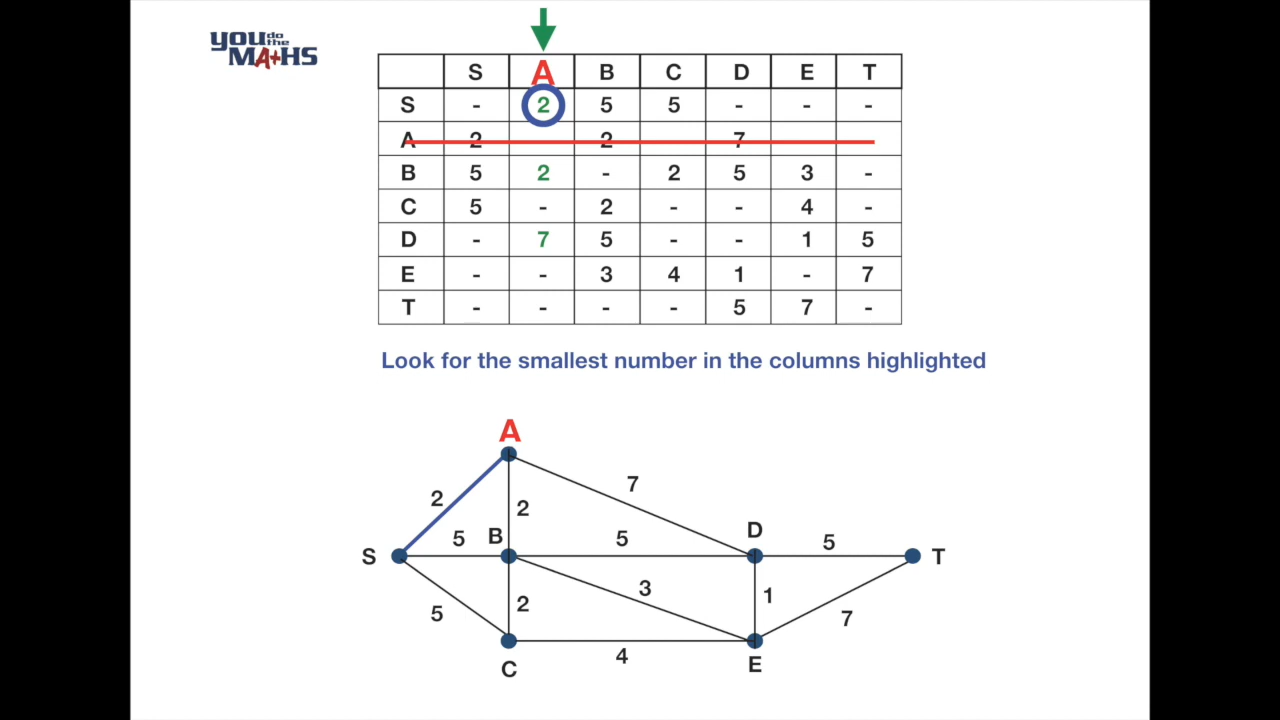 you do the
MA+HS
S A B C D E T
S - 2 5 5 - - -
A 2 2 7
B 5 2 - 2 5 3 -
C 5 - 2 - - 4 -
D - 7 5 - - 1 5
E - - 3 4 1 - 7
T - - - - 5 7 -
Look for the smallest number in the columns highlighted
A
7
2
2
D
5
B
5
5
S
T
3
1
5
2
7
4
C
E